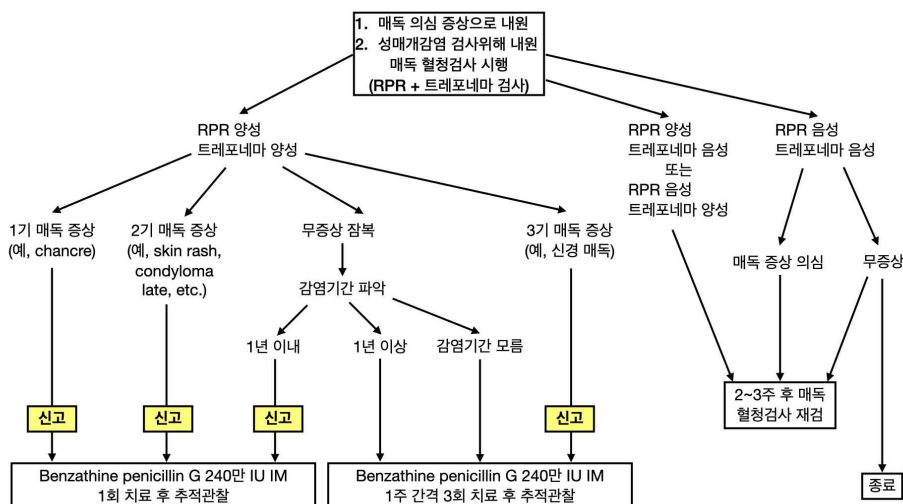 1. 매독 의심 증상으로 내원
2. 성매개감염 검사위해 내원
매독 혈청검사 시행
(RPR + 트레포네마 검사)
RPR 양성
트레포네마 양성
RPR 양성
트레포네마 음성
또는
RPR 음성
트레포네마 양성
RPR 음성
트레포네마 음성
1기 매독 증상
(예, chancre)
2기 매독 증상
(예, skin rash,
condyloma
late, etc.)
무증상 잠복
3기 매독 증상
(예, 신경 매독)
매독 증상 의심
무증상
감염기간 파악
1년 이내
1년 이상
감염기간 모름
2~3주 후 매독
혈청검사 재검
신고
신고
신고
신고
Benzathine penicillin G 240만 IU IM
1회 치료 후 추적관찰
Benzathine penicillin G 240만 IU IM
1주 간격 3회 치료 후 추적관찰
종료